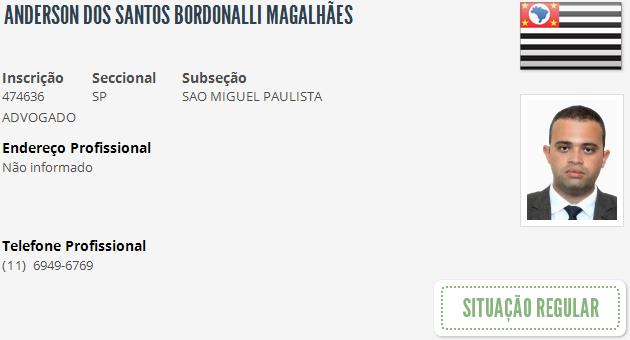 ANDERSON DOS SANTOS BORDONALLI MAGALHÃES
Inscrição Seccional Subseção
474636 SP SAO MIGUEL PAULISTA
ADVOGADO
Endereço Profissional
Não informado
Telefone Profissional
(11) 6949-6769
SITUAÇÃO REGULAR